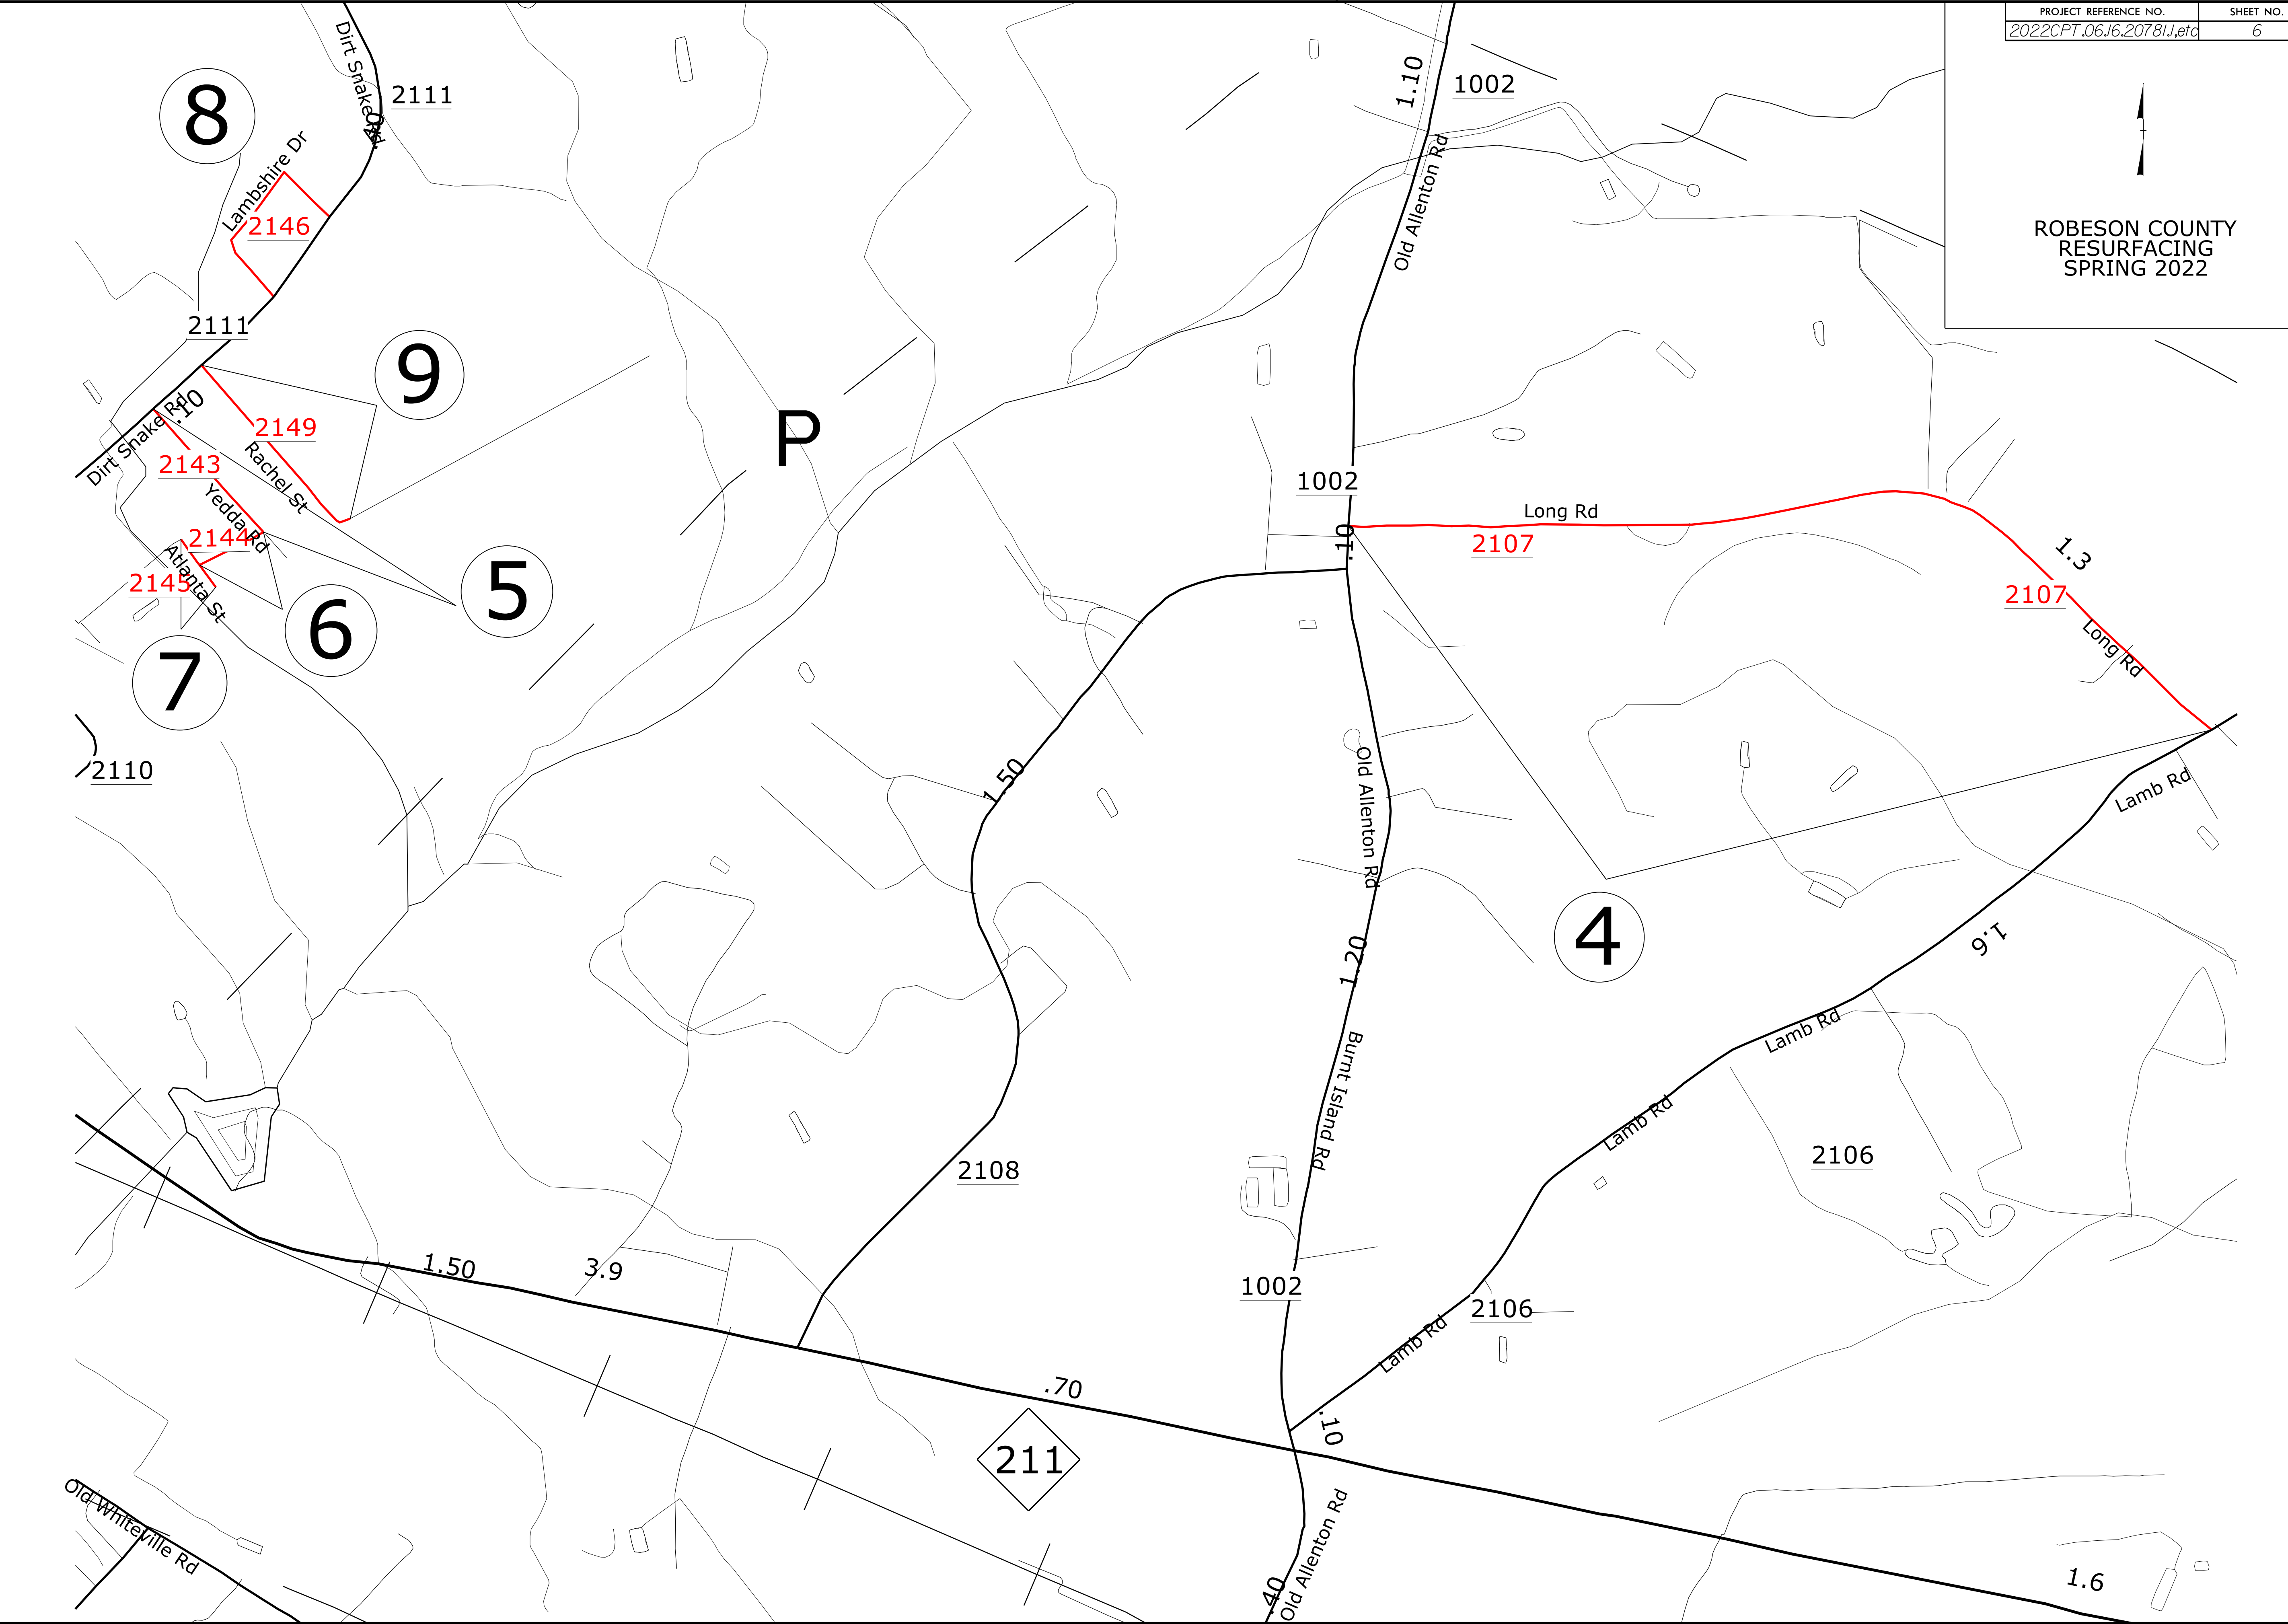 PROJECT REFERENCE NO. SHEET NO.
2022CPT.06.16.20781.1,etc 6
ROBESON COUNTY
RESURFACING
SPRING 2022
Dirt Snake Rd.
2111
.40
8
Lambshire Dr
2146
2111
9
.10
Dirt Snake Rd
2149
Rachel St
2143
Yedda Rd
2144
Atlanta St
2145
5
6
7
P
2110
1.10
1002
Old Allenton Rd
1002
.10
Long Rd
2107
1.3
2107
Long Rd
1.50
Old Allenton Rd
Lamb Rd
4
1.20
1.6
Burnt Island Rd
Lamb Rd
Lamb Rd
2106
2108
1002
2106
Lamb Rd
1.50
3.9
.70
.10
211
Old Allenton Rd
.40
Old Whiteville Rd
1.6